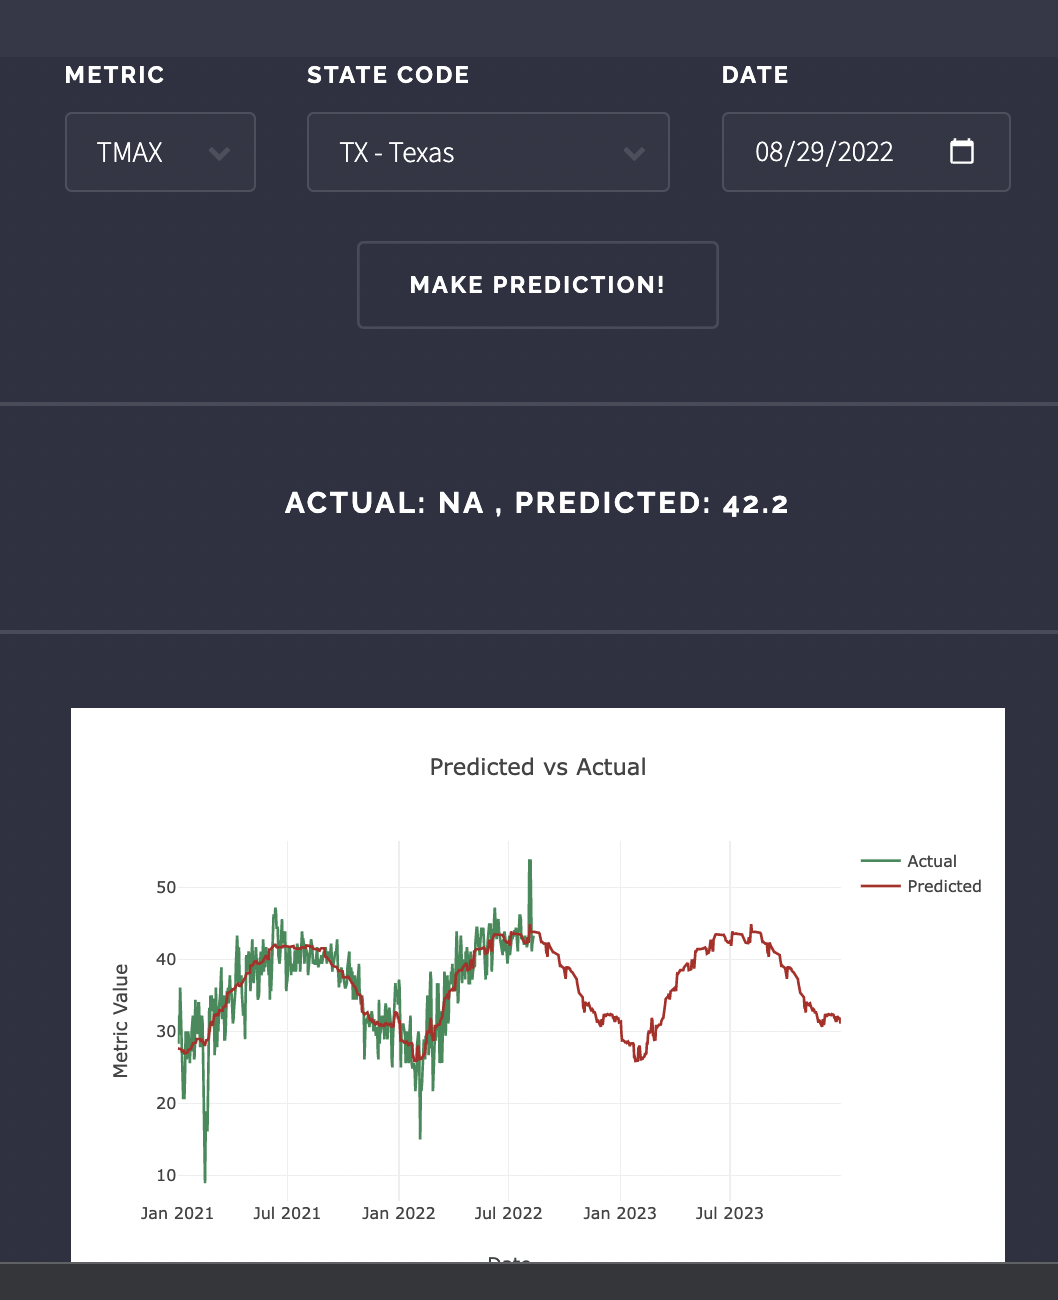 METRIC STATE CODE DATE
TMAX TX - Texas 08/29/2022
MAKE PREDICTION!
ACTUAL: NA , PREDICTED: 42.2
Predicted vs Actual
Actual
Predicted
50
40
30
20
10
Metric Value
Jan 2021 Jul 2021 Jan 2022 Jul 2022 Jan 2023 Jul 2023
Date